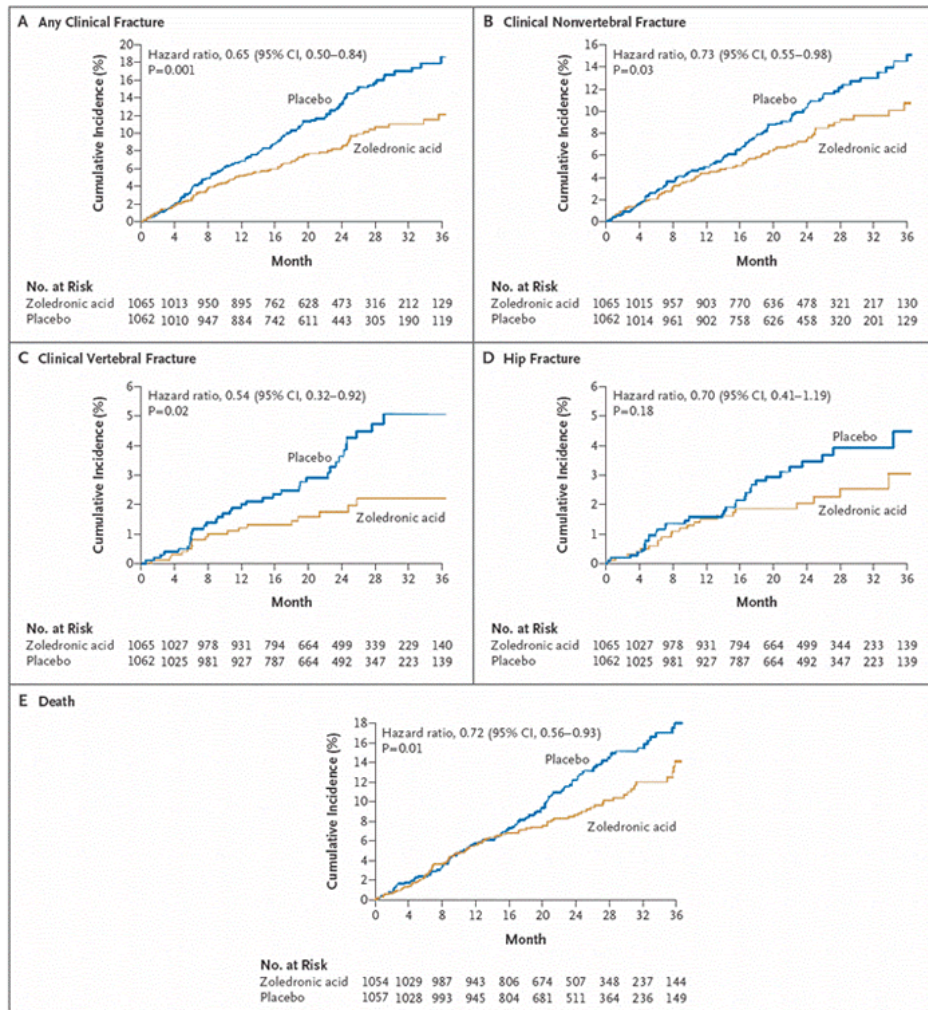 A Any Clinical Fracture
Hazard ratio, 0.65 (95% CI, 0.50–0.84)
P=0.001
Cumulative Incidence (%)
20
18
16
14
12
10
8
6
4
2
0
Placebo
Zoledronic acid
0 4 8 12 16 20 24 28 32 36
Month
No. at Risk
Zoledronic acid 1065 1013 950 895 762 628 473 316 212 129
Placebo 1062 1010 947 884 742 611 443 305 190 119
B Clinical Nonvertebral Fracture
Hazard ratio, 0.73 (95% CI, 0.55–0.98)
P=0.03
Cumulative Incidence (%)
16
14
12
10
8
6
4
2
0
Placebo
Zoledronic acid
0 4 8 12 16 20 24 28 32 36
Month
No. at Risk
Zoledronic acid 1065 1015 957 903 770 636 478 321 217 130
Placebo 1062 1014 961 902 758 626 458 320 201 129
C Clinical Vertebral Fracture
Hazard ratio, 0.54 (95% CI, 0.32–0.92)
P=0.02
Cumulative Incidence (%)
6
5
4
3
2
1
0
Placebo
Zoledronic acid
0 4 8 12 16 20 24 28 32 36
Month
No. at Risk
Zoledronic acid 1065 1027 978 931 794 664 499 339 229 140
Placebo 1062 1025 981 927 787 664 492 347 223 139
D Hip Fracture
Hazard ratio, 0.70 (95% CI, 0.41–1.19)
P=0.18
Cumulative Incidence (%)
6
5
4
3
2
1
0
Placebo
Zoledronic acid
0 4 8 12 16 20 24 28 32 36
Month
No. at Risk
Zoledronic acid 1065 1027 978 931 794 664 499 344 233 139
Placebo 1062 1025 981 927 787 664 492 347 223 139
E Death
Hazard ratio, 0.72 (95% CI, 0.56–0.93)
P=0.01
Cumulative Incidence (%)
18
16
14
12
10
8
6
4
2
0
Placebo
Zoledronic acid
0 4 8 12 16 20 24 28 32 36
Month
No. at Risk
Zoledronic acid 1054 1029 987 943 806 674 507 348 237 144
Placebo 1057 1028 993 945 804 681 511 364 236 149